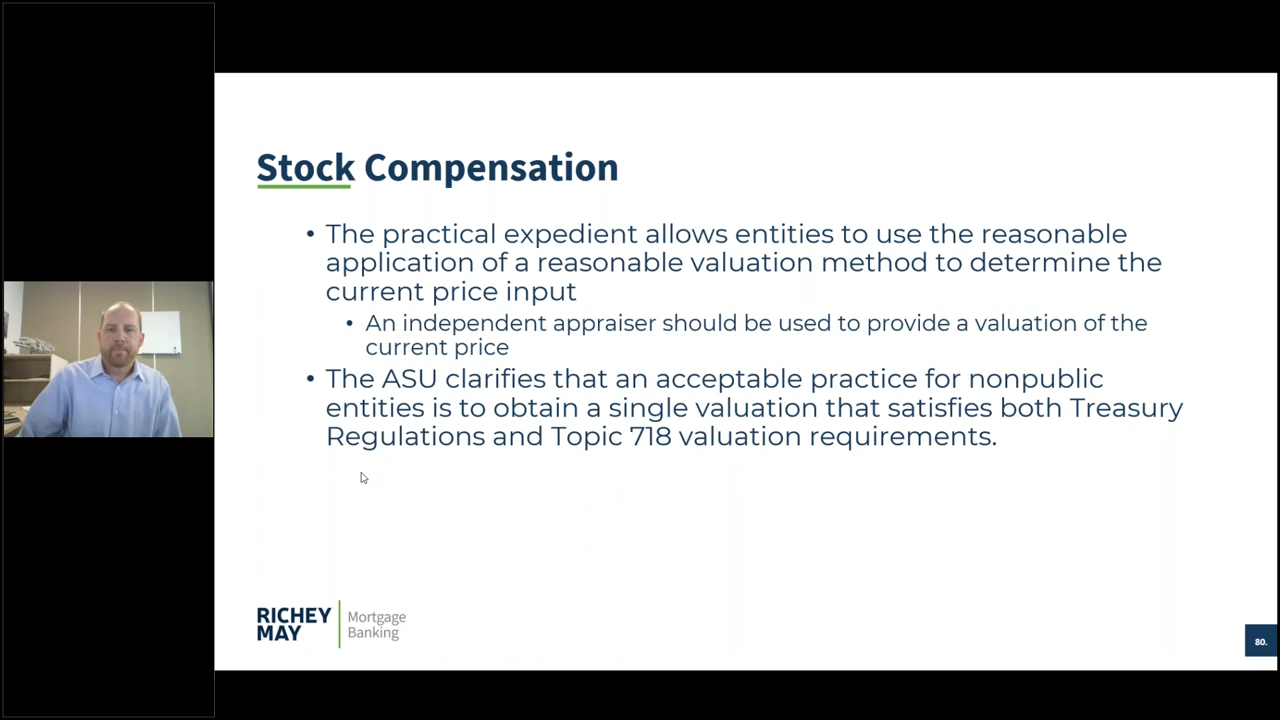 Stock Compensation
• The practical expedient allows entities to use the reasonable
application of a reasonable valuation method to determine the
current price input
• An independent appraiser should be used to provide a valuation of the
current price
• The ASU clarifies that an acceptable practice for nonpublic
entities is to obtain a single valuation that satisfies both Treasury
Regulations and Topic 718 valuation requirements.
RICHEY
MAY
Mortgage
Banking
80.